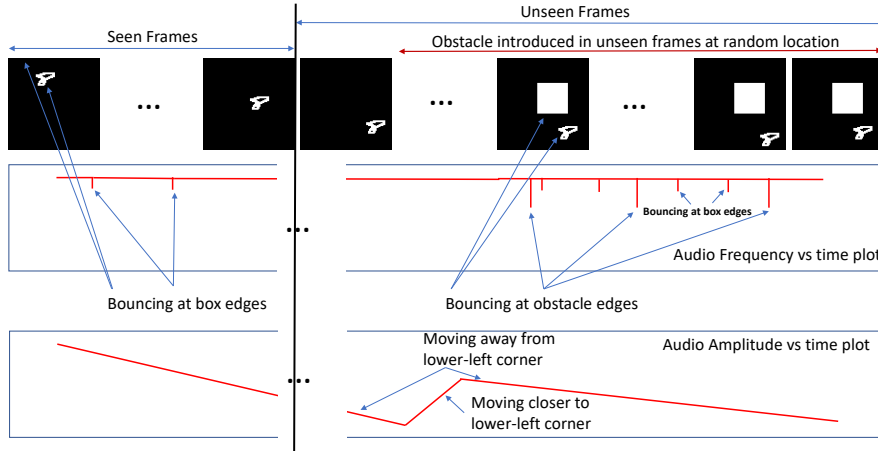 Unseen Frames
Seen Frames
Obstacle introduced in unseen frames at random location
...
...
...
Bouncing at box edges
...
Audio Frequency vs time plot
Bouncing at box edges
Bouncing at obstacle edges
Moving away from
lower-left corner
Audio Amplitude vs time plot
...
Moving closer to
lower-left corner